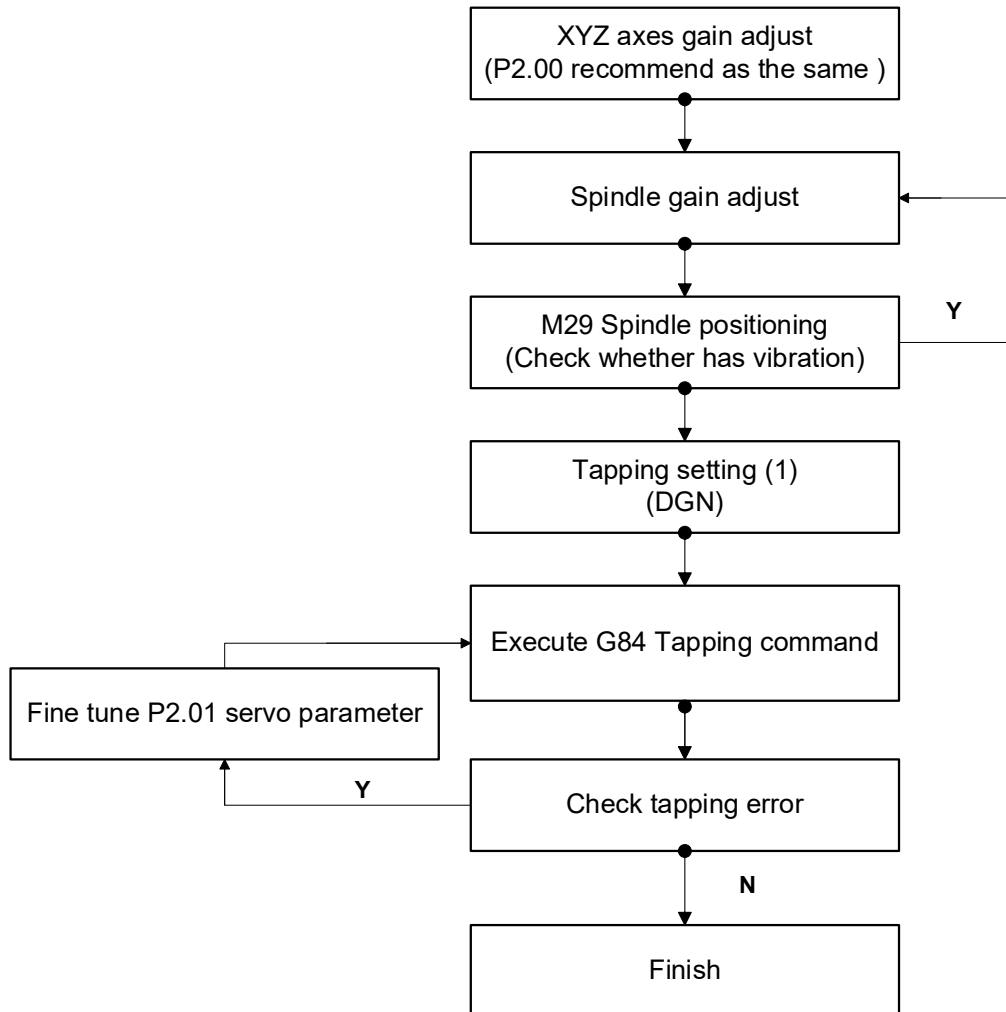 XYZ axes gain adjust
(P2.00 recommend as the same )
Spindle gain adjust
M29 Spindle positioning
(Check whether has vibration)
Y
Tapping setting (1)
(DGN)
Execute G84 Tapping command
Fine tune P2.01 servo parameter
Y
Check tapping error
N
Finish